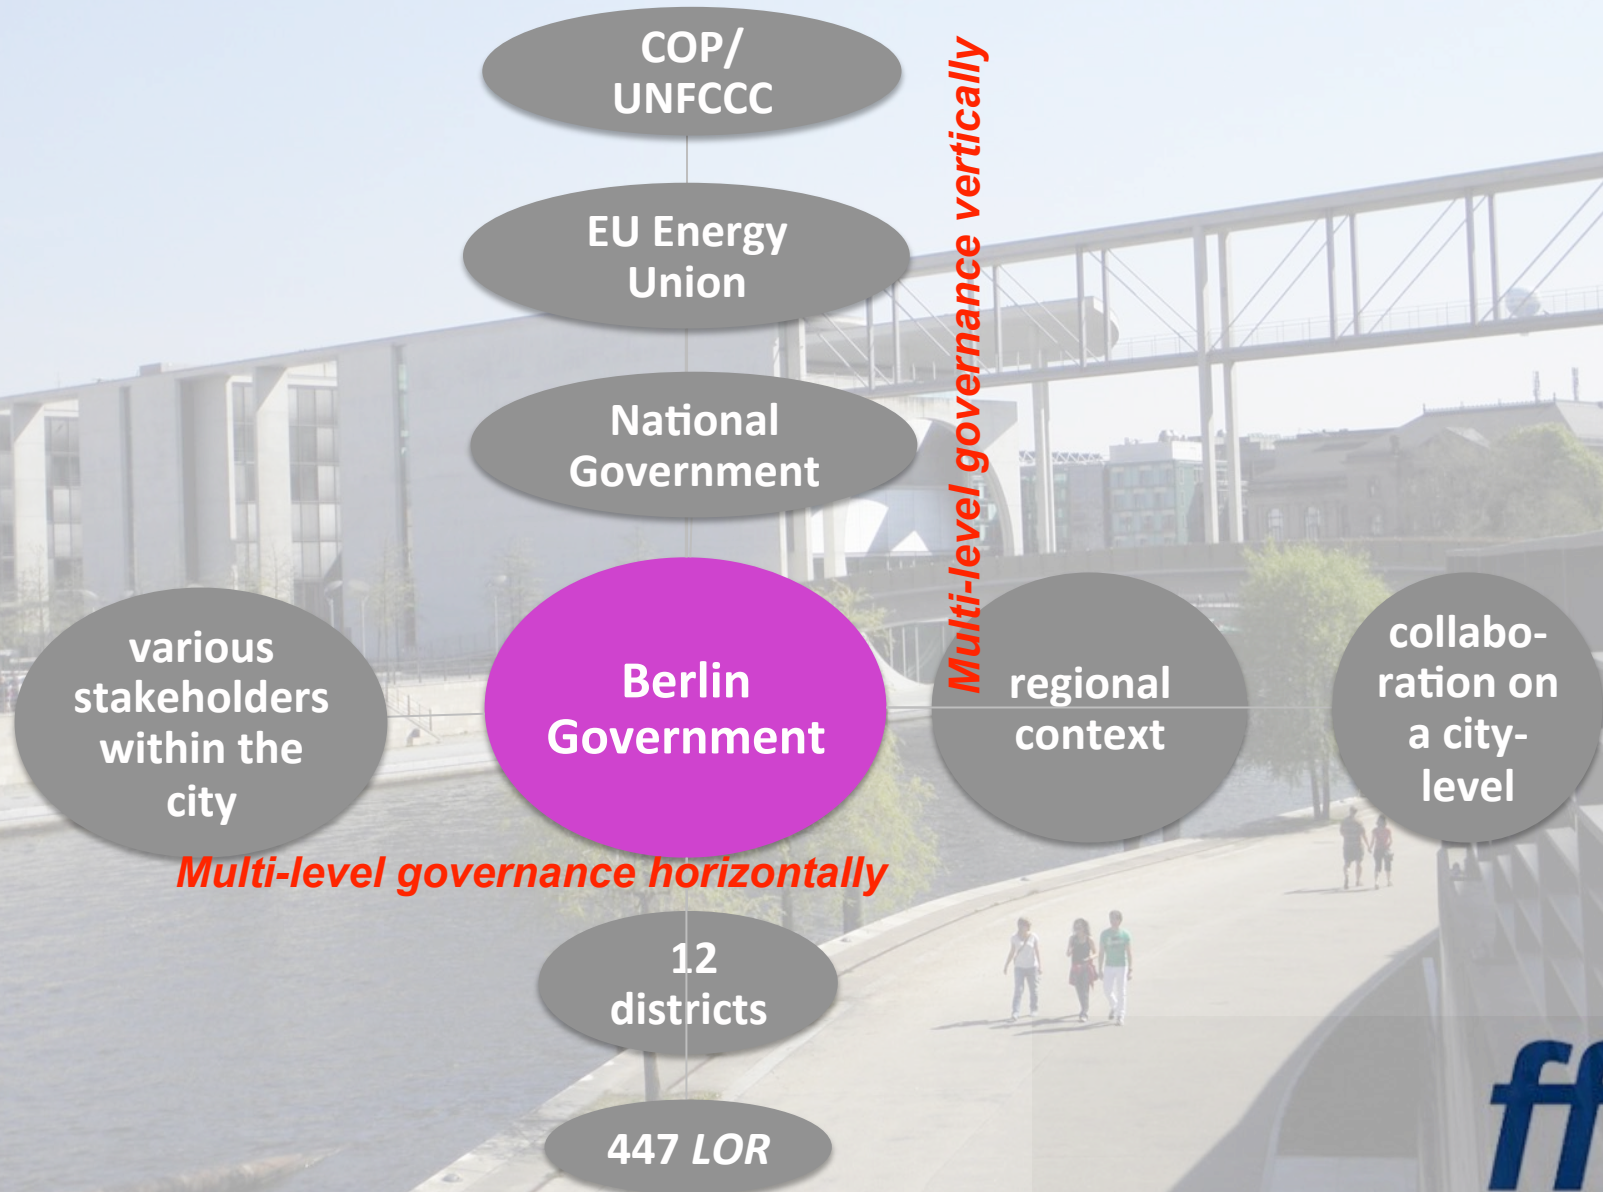 COP/
UNFCCC
EU Energy
Union
National
Government
Multi-level governance vertically
various
stakeholders
within the
city
Berlin
Government
regional
context
collabo-
ration on
a city-
level
Multi-level governance horizontally
12
districts
447 LOR
ff